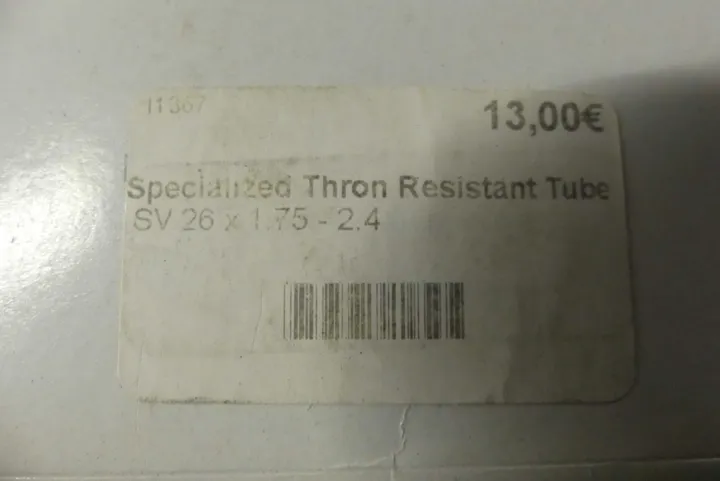 11367
13,00€
Specialized Thron Resistant Tube
SV 26 x 1.75 - 2.4